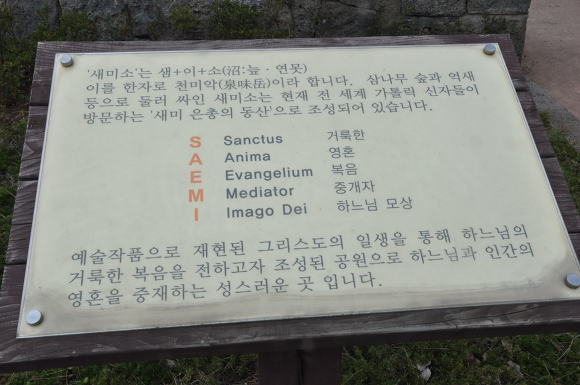 '새미소'는 샘+이+소(沼:늪·연못)
이를 한자로 천미악(泉味岳)이라 합니다. 삼나무 숲과 억새
등으로 둘러 싸인 새미소는 현재 전 세계 가톨릭 신자들이
방문하는 '새미 은총의 동산'으로 조성되어 있습니다.
S Sanctus 거룩한
A Anima 영혼
E Evangelium 복음
M Mediator 중개자
I Imago Dei 하느님 모상
예술작품으로 재현된 그리스도의 일생을 통해 하느님의
거룩한 복음을 전하고자 조성된 공원으로 하느님과 인간의
영혼을 중재하는 성스러운 곳 입니다.